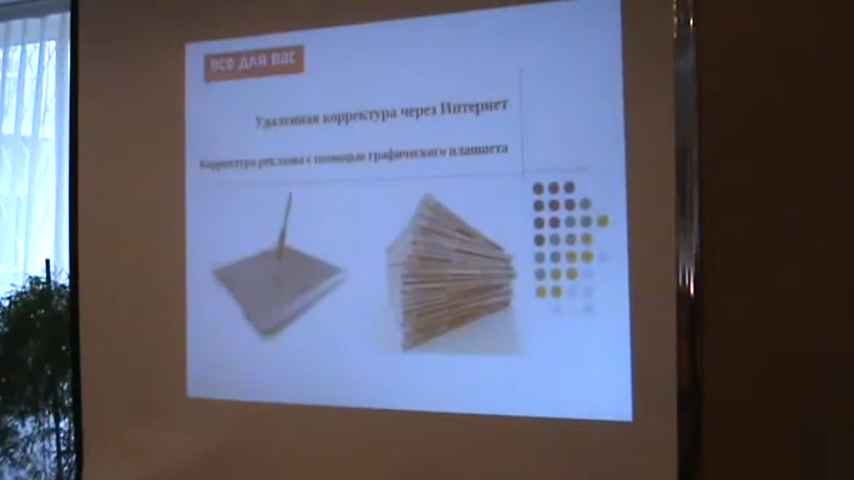 все для вас
Удаленная корректура через Интернет
Корректура рекламы с помощью графического планшета